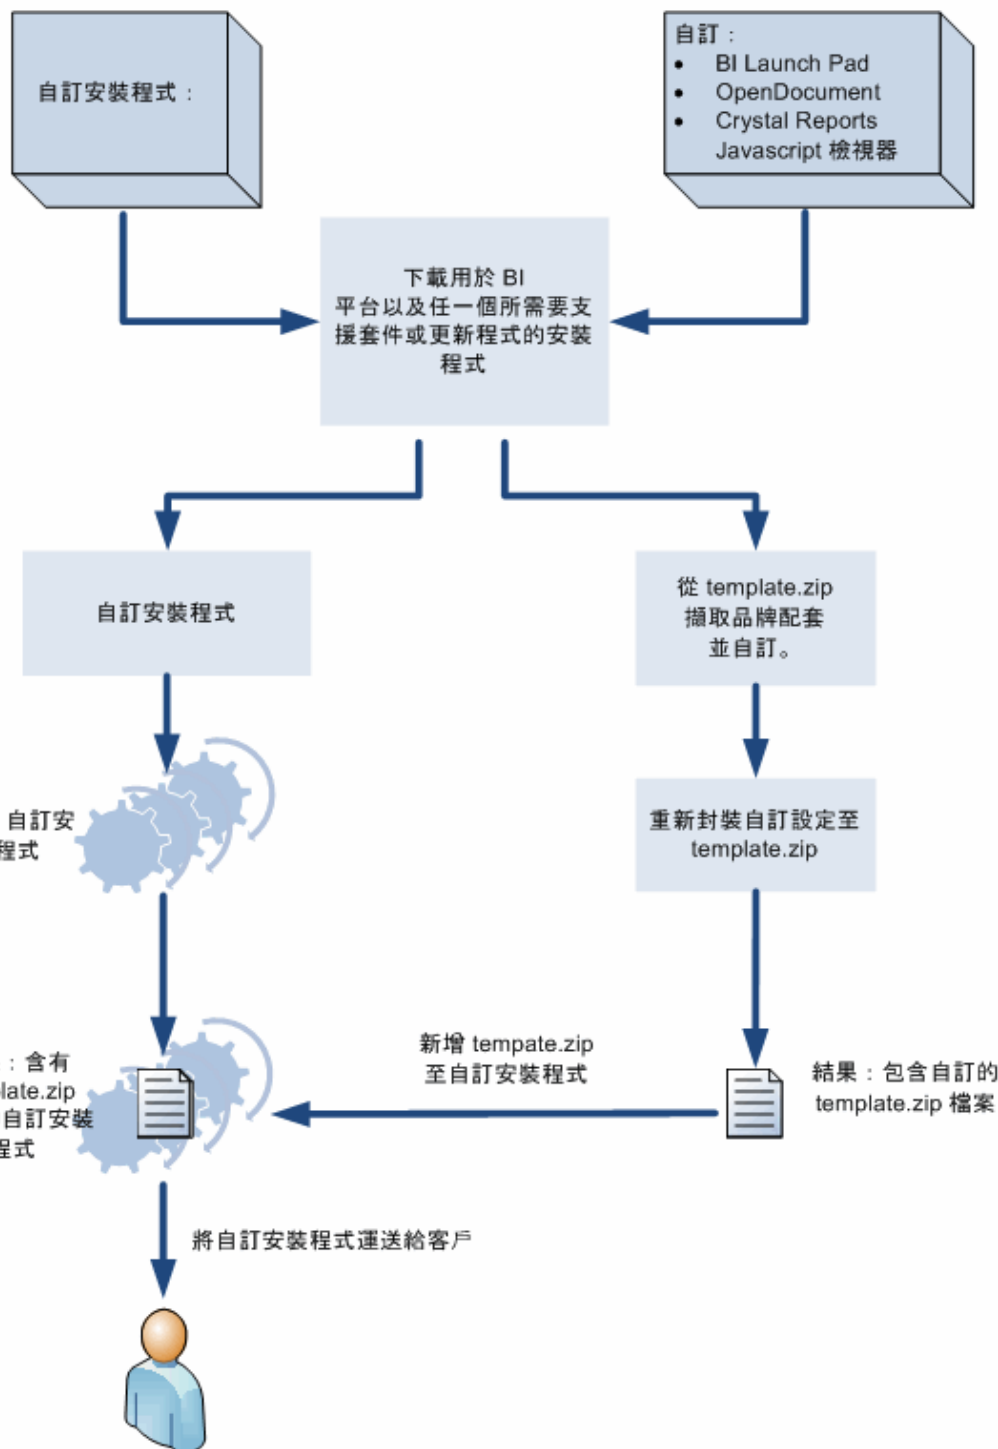 自訂安裝程式：
自訂：
• BI Launch Pad
• OpenDocument
• Crystal Reports
Javascript 檢視器
下載用於 BI
平台以及任一個所需要支
援套件或更新程式的安裝
程式
自訂安裝程式
從 template.zip
擷取品牌配套
並自訂。
自訂安
程式
重新封裝自訂設定至
template.zip
新增 tempate.zip
至自訂安裝程式
：含有
late.zip
自訂安裝
程式
結果：包含自訂的
template.zip 檔案
將自訂安裝程式運送給客戶